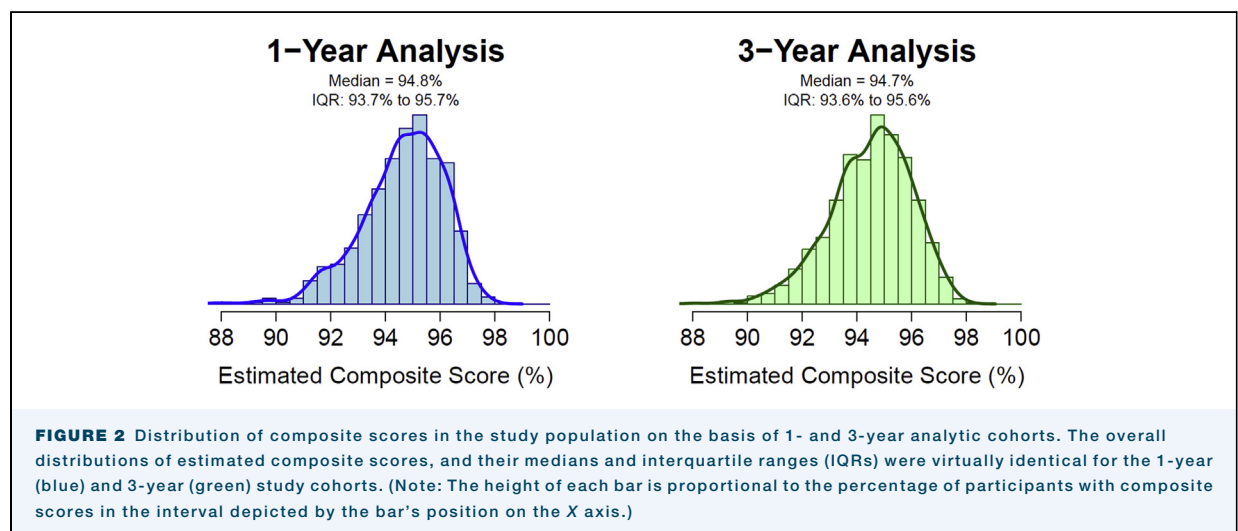 1−Year Analysis
Median = 94.8%
IQR: 93.7% to 95.7%
88 90 92 94 96 98 100
Estimated Composite Score (%)
3−Year Analysis
Median = 94.7%
IQR: 93.6% to 95.6%
88 90 92 94 96 98 100
Estimated Composite Score (%)
FIGURE 2 Distribution of composite scores in the study population on the basis of 1- and 3-year analytic cohorts. The overall
distributions of estimated composite scores, and their medians and interquartile ranges (IQRs) were virtually identical for the 1-year
(blue) and 3-year (green) study cohorts. (Note: The height of each bar is proportional to the percentage of participants with composite
scores in the interval depicted by the bar’s position on the X axis.)